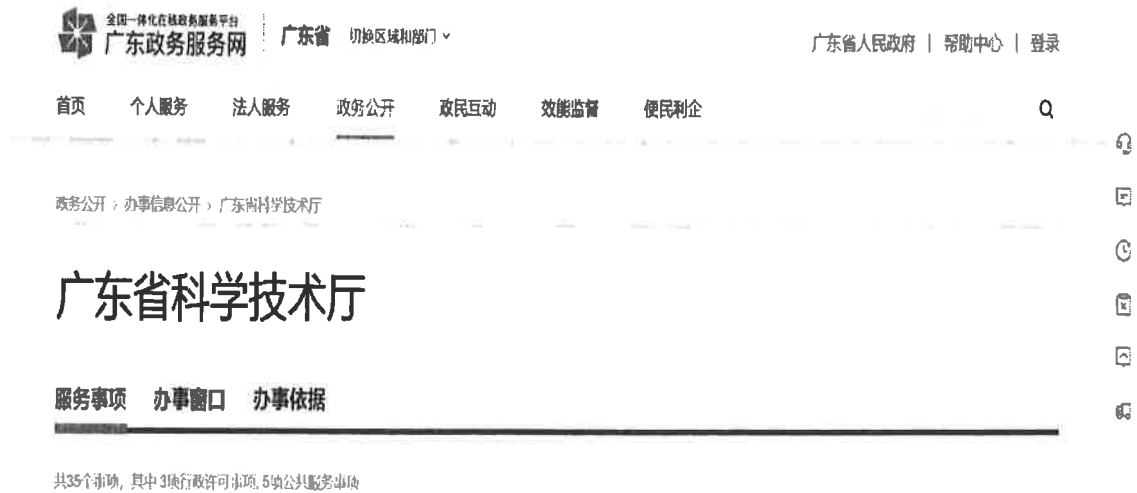 全国一体化在线政务服务平台
广东政务服务网
广东省 切换区域和部门
广东省人民政府 | 帮助中心 | 登录
首页 个人服务 法人服务 政务公开 政民互动 效能监督 便民利企
政务公开 › 办事信息公开 › 广东省科学技术厅
广东省科学技术厅
服务事项 办事窗口 办事依据
共35个事项, 其中 3项行政许可事项, 5项公共服务事项